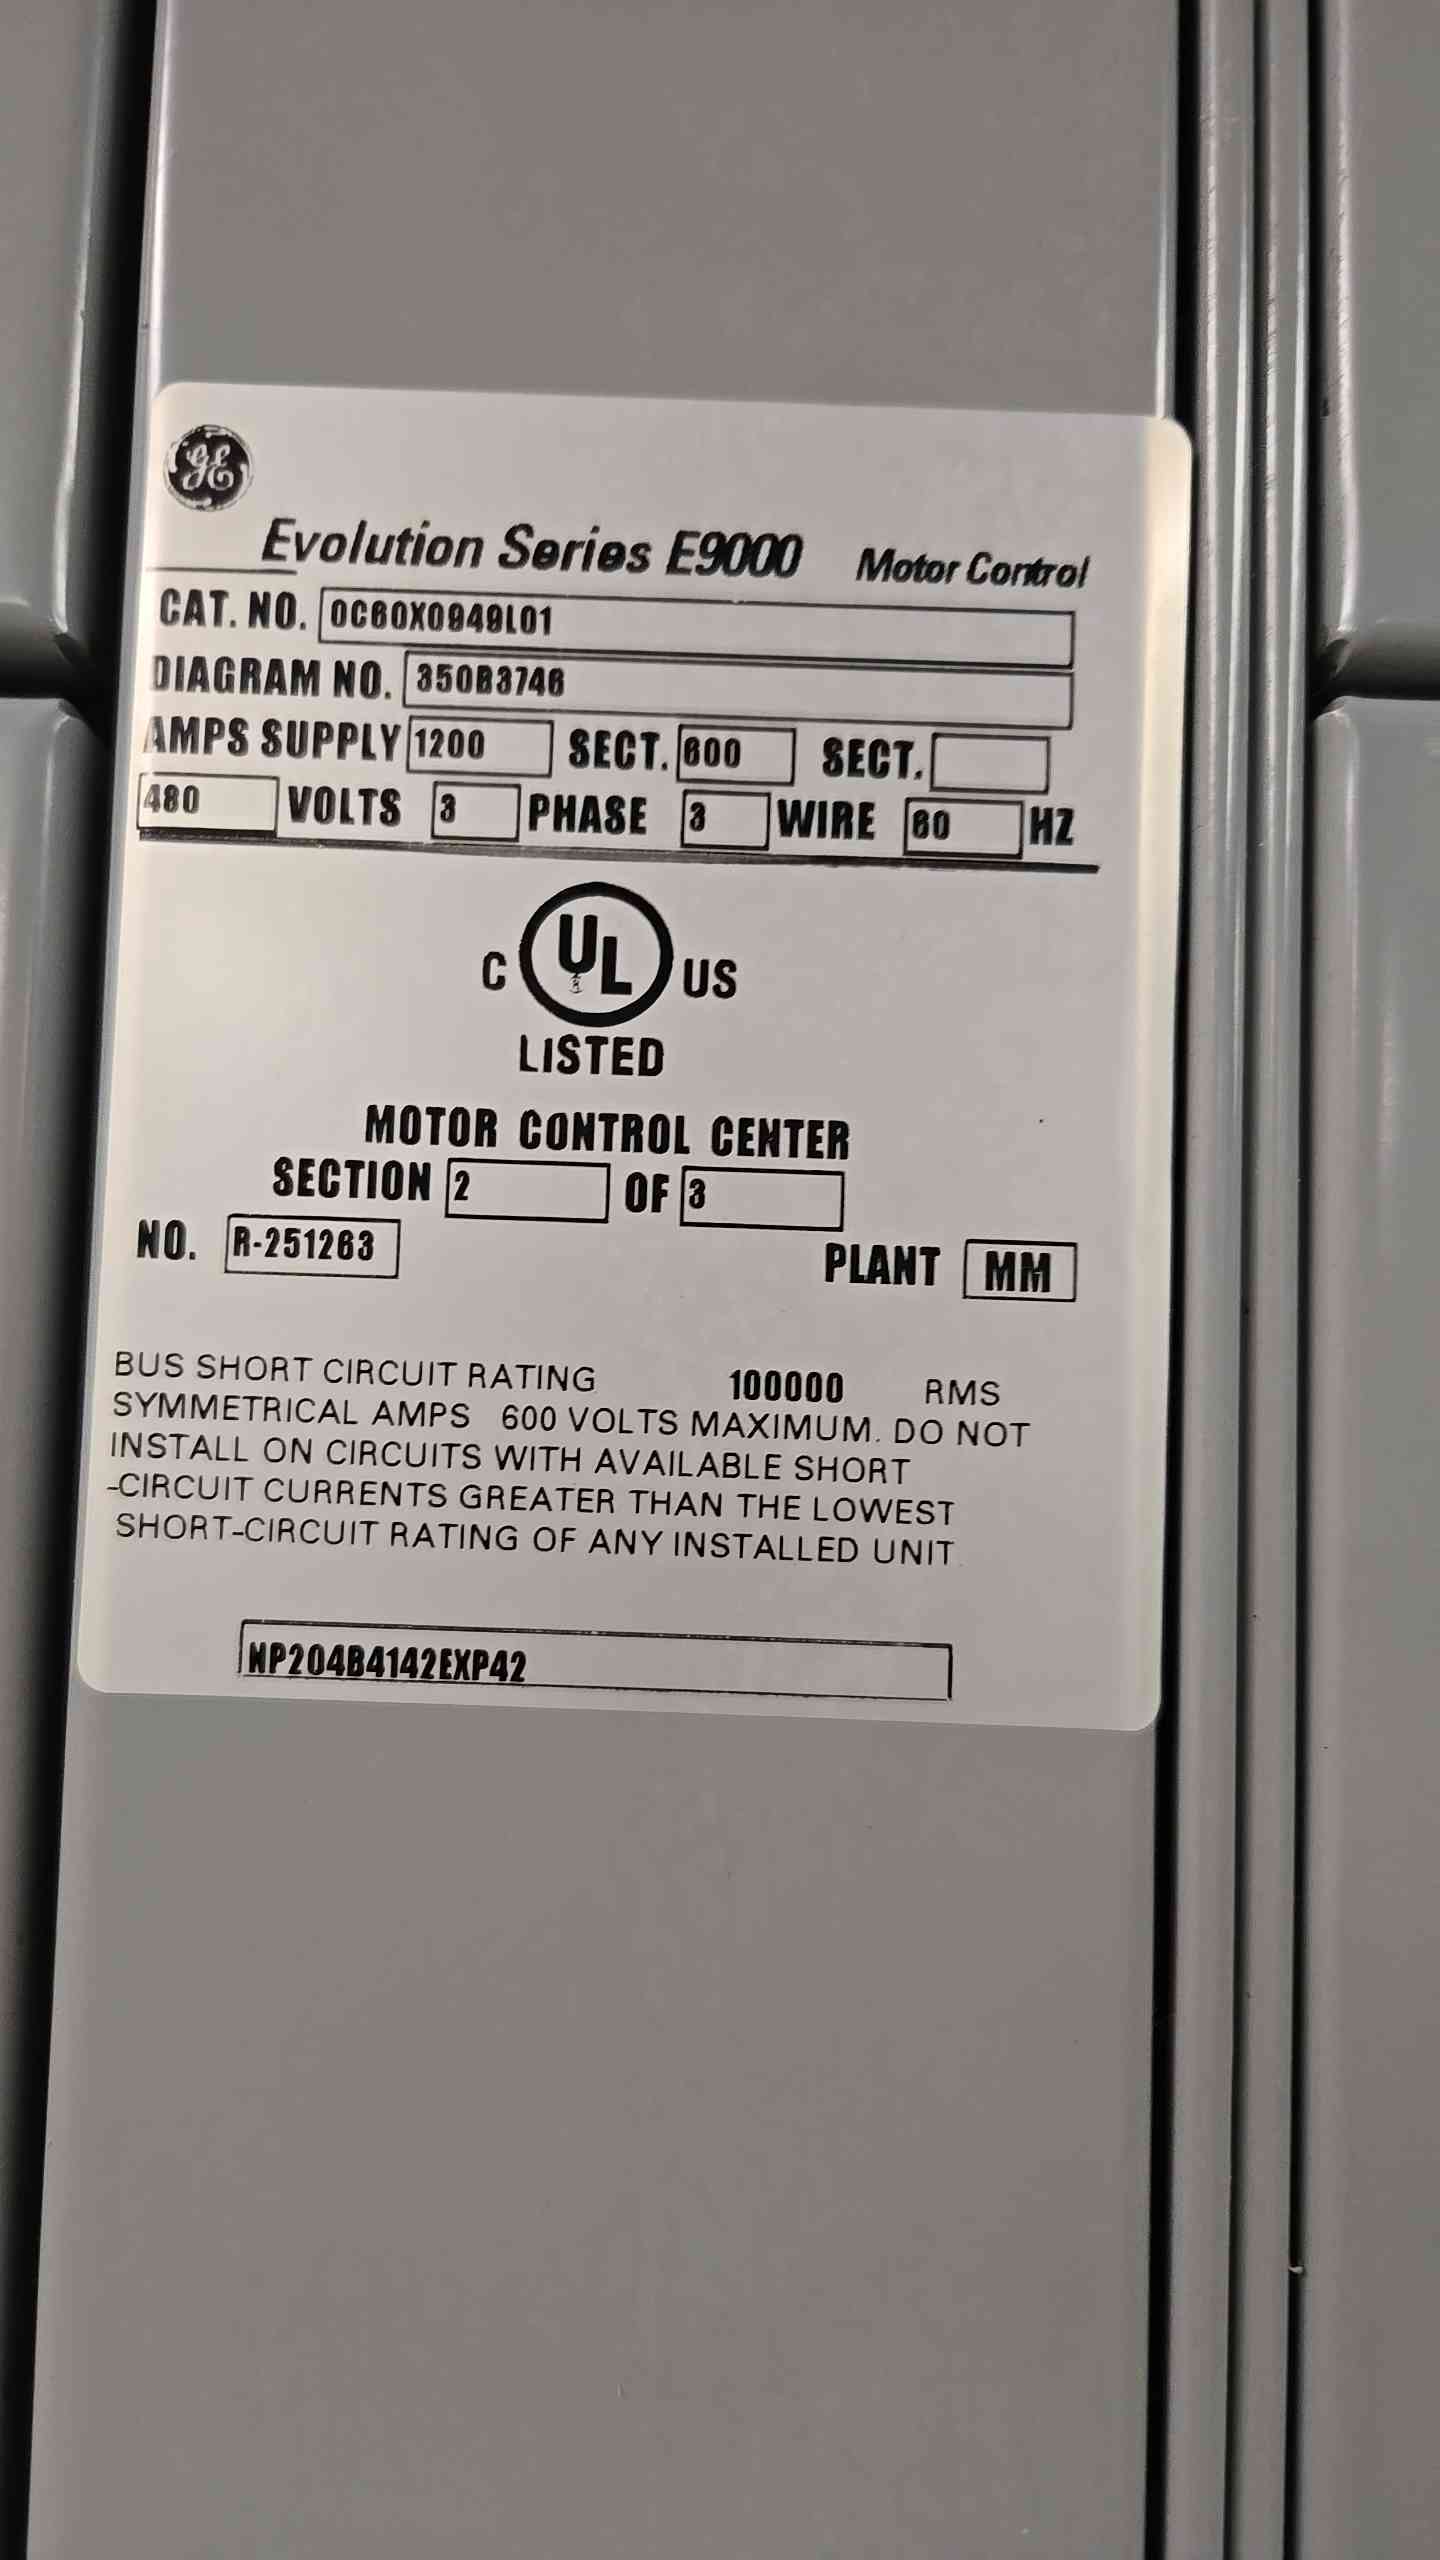 GE
Evolution Series E9000 Motor Control
CAT. NO. 0C60X0949L01
DIAGRAM NO. 350B3746
AMPS SUPPLY 1200 SECT. 600 SECT.
480 VOLTS 3 PHASE 3 WIRE 60 HZ
C UL US
LISTED
MOTOR CONTROL CENTER
SECTION 2 OF 3
NO. R-251263 PLANT MM
BUS SHORT CIRCUIT RATING 100000 RMS
SYMMETRICAL AMPS 600 VOLTS MAXIMUM. DO NOT
INSTALL ON CIRCUITS WITH AVAILABLE SHORT
-CIRCUIT CURRENTS GREATER THAN THE LOWEST
SHORT-CIRCUIT RATING OF ANY INSTALLED UNIT
NP204B4142EXP42